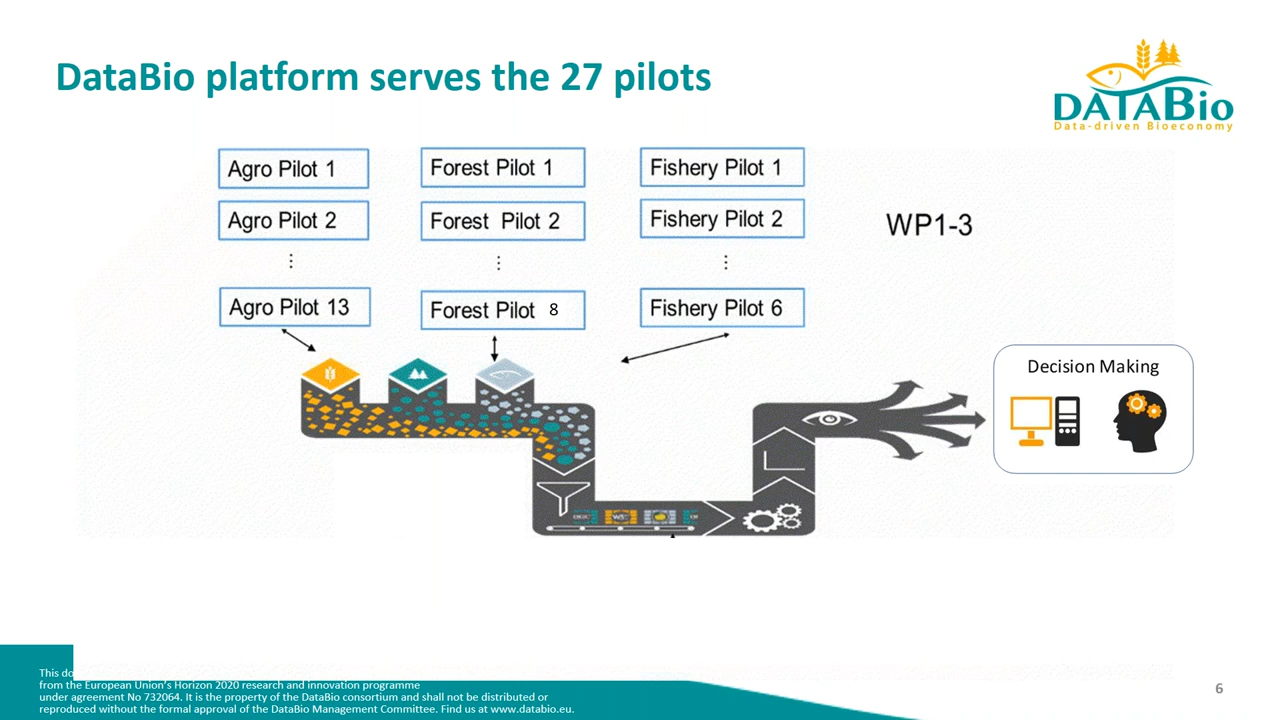 DataBio platform serves the 27 pilots
DATABio
Data-driven Bioeconomy
Agro Pilot 1
Forest Pilot 1
Fishery Pilot 1
Agro Pilot 2
Forest Pilot 2
Fishery Pilot 2
WP1-3
⋮
⋮
⋮
Agro Pilot 13
Forest Pilot 8
Fishery Pilot 6
Decision Making
This do
from the European Union's Horizon 2020 research and innovation programme
under agreement No 732064. It is the property of the DataBio consortium and shall not be distributed or
reproduced without the formal approval of the DataBio Management Committee. Find us at www.databio.eu.
6